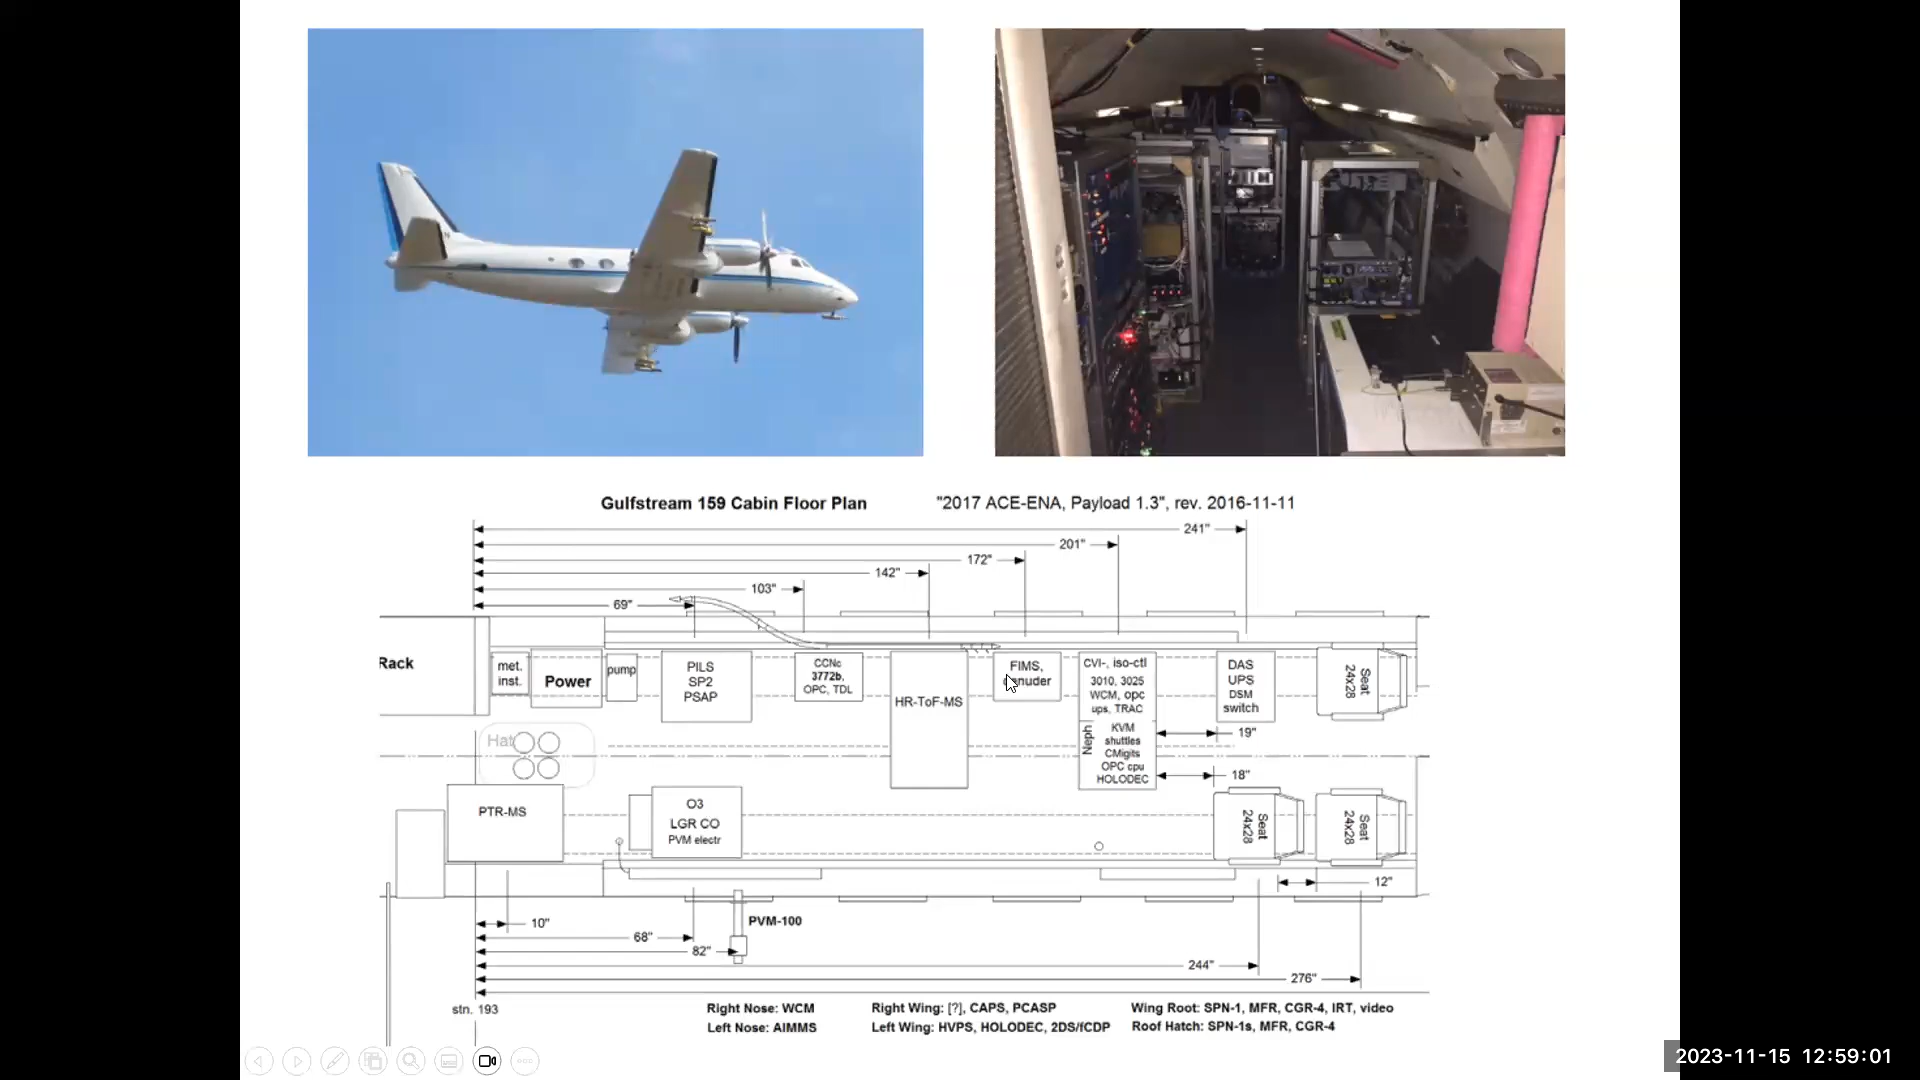 Gulfstream 159 Cabin Floor Plan "2017 ACE-ENA, Payload 1.3", rev. 2016-11-11
241"
201"
172"
142"
103"
69"
Rack
met.
inst.
Power
pump
PILS
SP2
PSAP
CCNc
3772b,
OPC, TDL
HR-ToF-MS
FIMS,
CVI-, iso-ctl
3010, 3025
WCM, opc
ups, TRAC
Neph
KVM
shuttles
CMigits
OPC cpu
HOLODEC
DAS
UPS
DSM
switch
Seat
24x28
19"
18"
Hat
PTR-MS
O3
LGR CO
PVM electr
Seat
24x28
Seat
24x28
12"
10"
PVM-100
68"
82"
244"
276"
stn. 193
Right Nose: WCM Right Wing: [?], CAPS, PCASP Wing Root: SPN-1, MFR, CGR-4, IRT, video
Left Nose: AIMMS Left Wing: HVPS, HOLODEC, 2DS/fCDP Roof Hatch: SPN-1s, MFR, CGR-4
2023-11-15 12:59:01